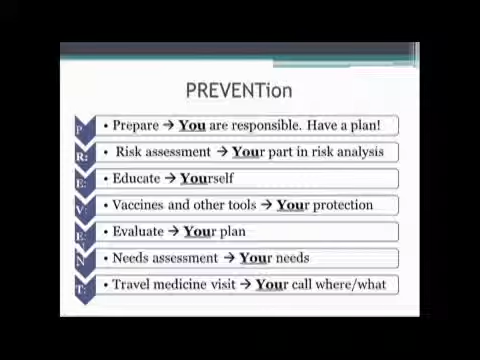 PREVENTion
P • Prepare → You are responsible. Have a plan!
R: • Risk assessment → Your part in risk analysis
E: • Educate → Yourself
V: • Vaccines and other tools → Your protection
E: • Evaluate → Your plan
N • Needs assessment → Your needs
T: • Travel medicine visit → Your call where/what